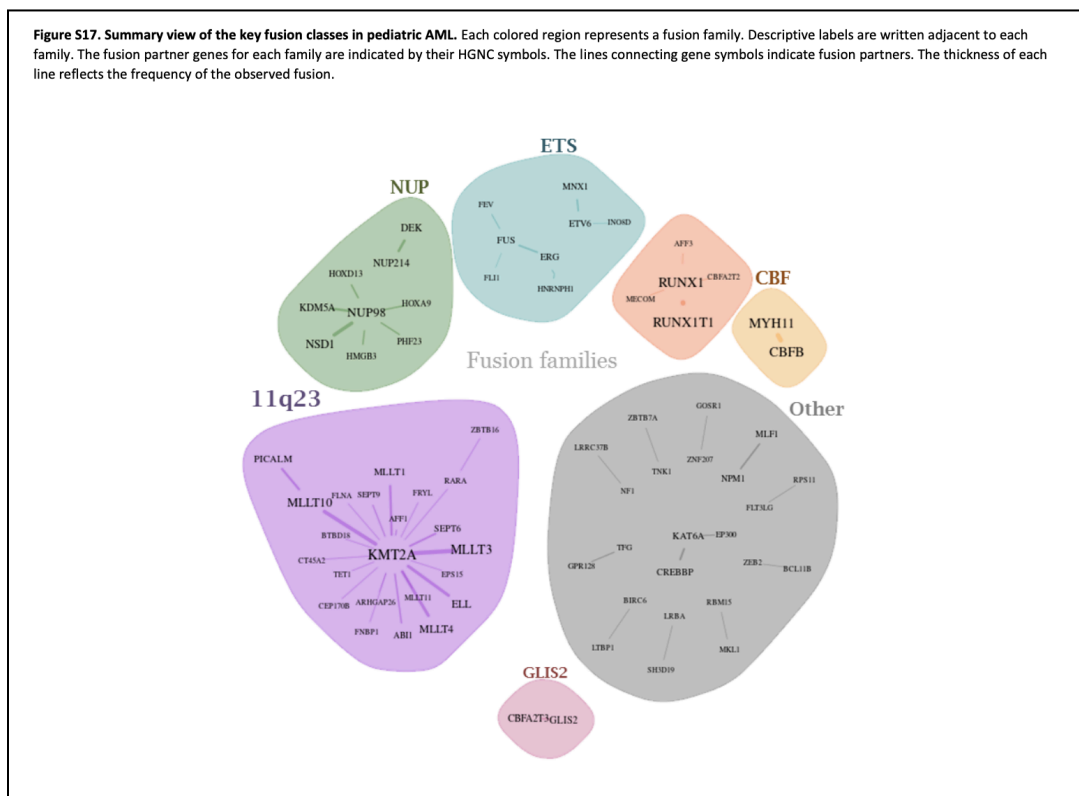 Figure S17. Summary view of the key fusion classes in pediatric AML. Each colored region represents a fusion family. Descriptive labels are written adjacent to each
family. The fusion partner genes for each family are indicated by their HGNC symbols. The lines connecting gene symbols indicate fusion partners. The thickness of each
line reflects the frequency of the observed fusion.
ETS
MNX1
FEV
ETV6
INO8D
FUS
ERG
FLI1
HNRNPH1
NUP
DEK
NUP214
HOXD13
KDM5A
HOXA9
NUP98
NSD1
PHF23
HMGB3
AFF3
RUNX1
CBFA2T2
MECOM
RUNX1T1
CBF
MYH11
CBFB
Fusion families
11q23
ZBTB16
PICALM
MLLT1
RARA
MLLT10
FLNA
SEPT9
FRYL
AFF1
SEPT6
BTBD18
KMT2A
MLLT3
CT45A2
TET1
EPS15
CEP170B
ARHGAP26
MLLT11
ELL
FNBP1
ABI1
MLLT4
Other
GOSR1
ZBTB7A
MLF1
LRRC37B
ZNF207
TNK1
NPM1
RPS11
NF1
FLT3LG
KAT6A
EP300
TFG
GPR128
CREBBP
ZEB2
BCL11B
BIRC6
RBM15
LRBA
LTBP1
MKL1
SH3D19
GLIS2
CBFA2T3
GLIS2